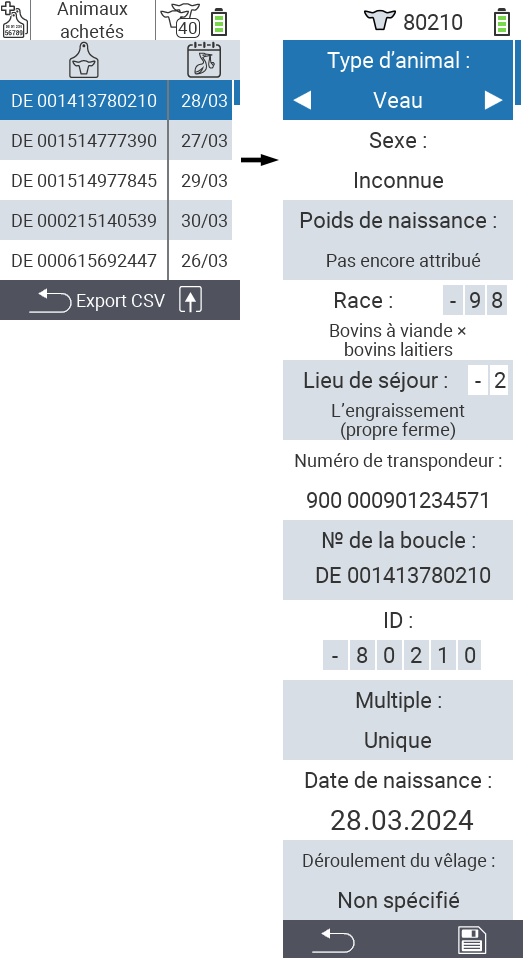 Animaux
achetés
40
56789
DE 001413780210 28/03
DE 001514777390 27/03
DE 001514977845 29/03
DE 000215140539 30/03
DE 000615692447 26/03
Export CSV
80210
Type d'animal :
Veau
Sexe :
Inconnue
Poids de naissance :
Pas encore attribué
Race : - 9 8
Bovins à viande ×
bovins laitiers
Lieu de séjour : - 2
L'engraissement
(propre ferme)
Numéro de transpondeur :
900 000901234571
Nº de la boucle :
DE 001413780210
ID :
- 8 0 2 1 0
Multiple :
Unique
Date de naissance :
28.03.2024
Déroulement du vêlage :
Non spécifié